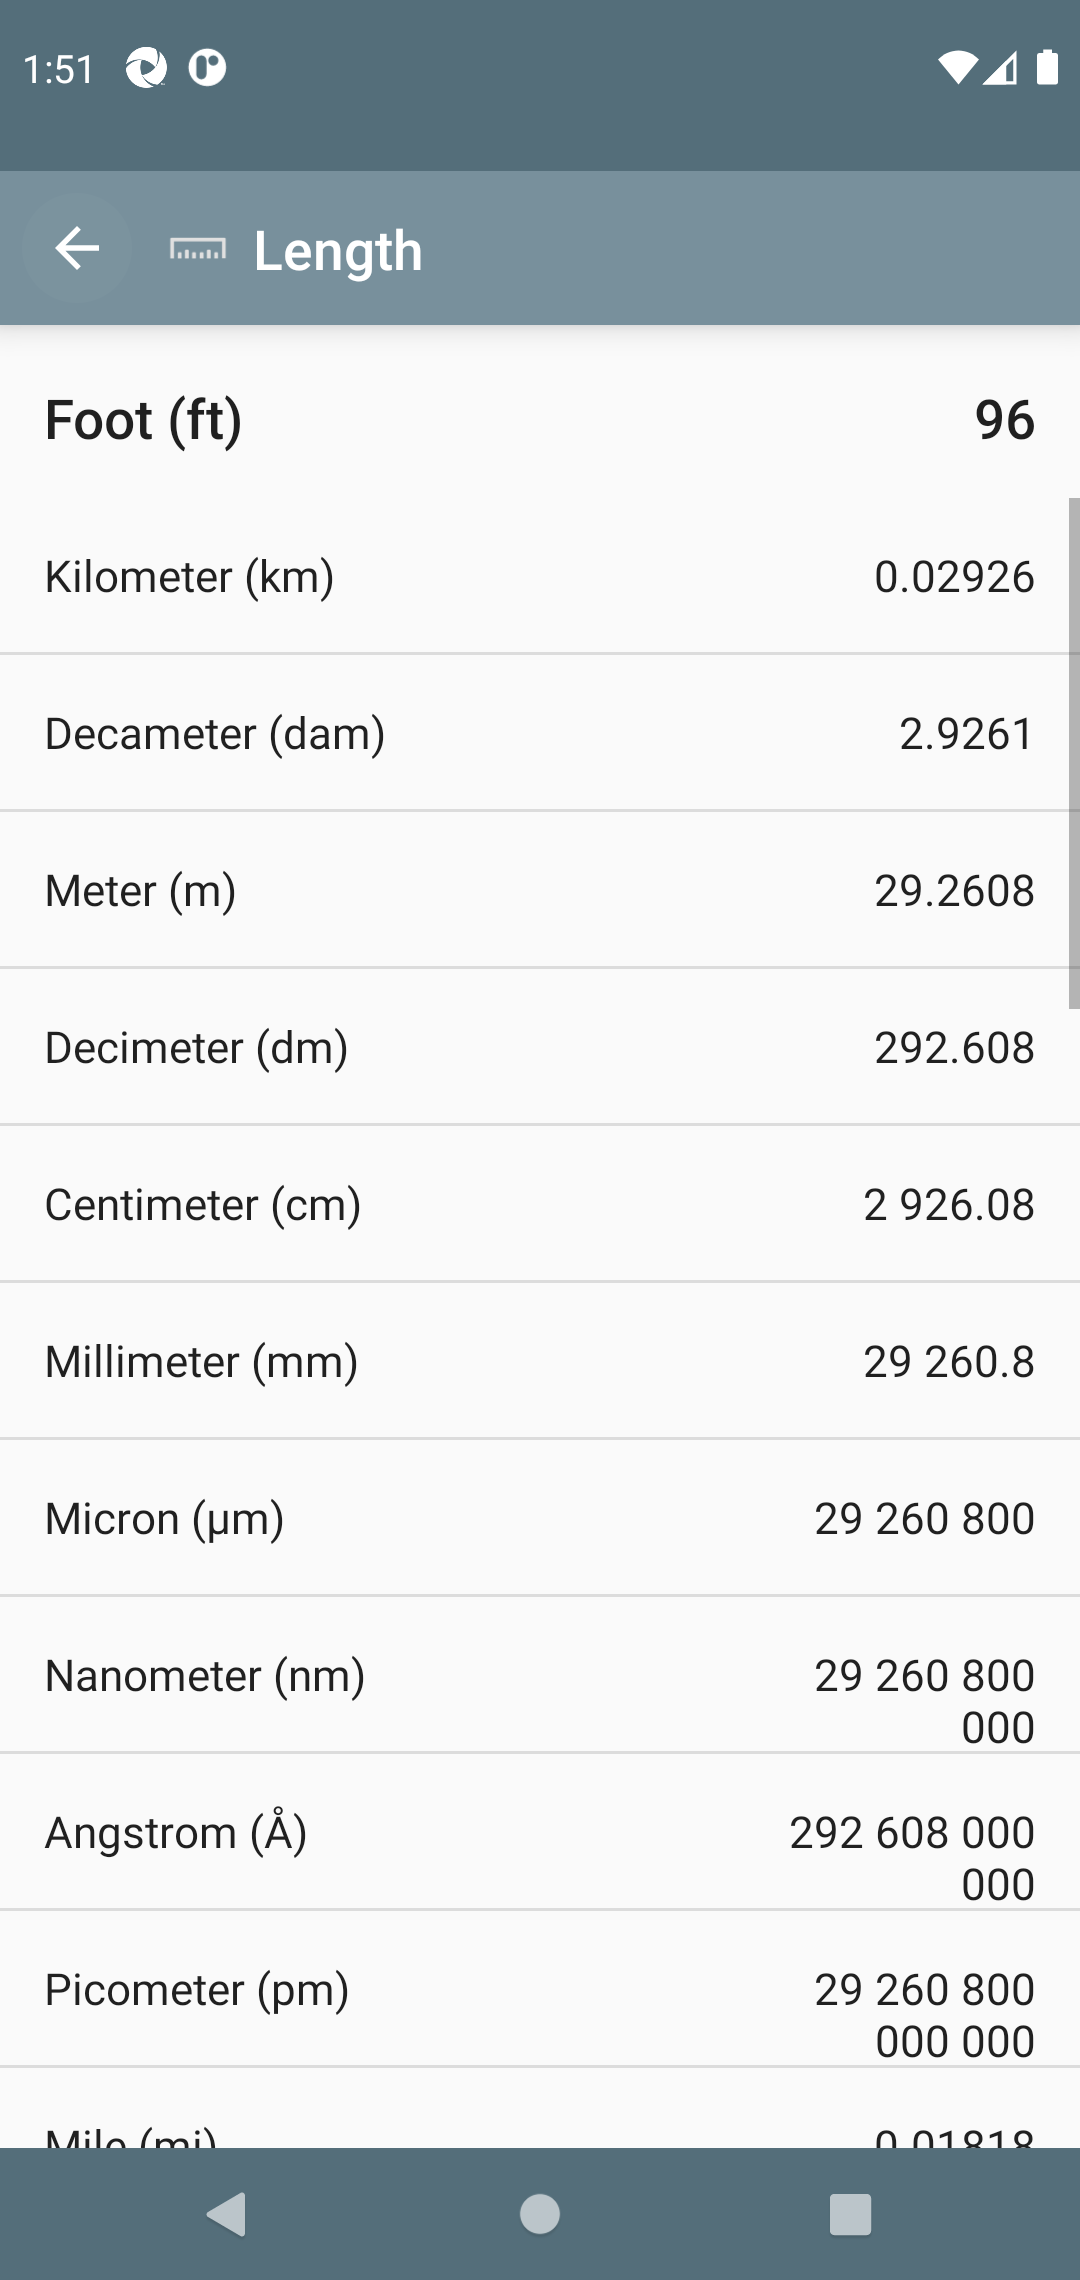 1:51
Length
Foot (ft) 96
Kilometer (km) 0.02926
Decameter (dam) 2.9261
Meter (m) 29.2608
Decimeter (dm) 292.608
Centimeter (cm) 2 926.08
Millimeter (mm) 29 260.8
Micron (µm) 29 260 800
Nanometer (nm) 29 260 800
000
Angstrom (Å) 292 608 000
000
Picometer (pm) 29 260 800
000 000
Mile (mi) 0.01818